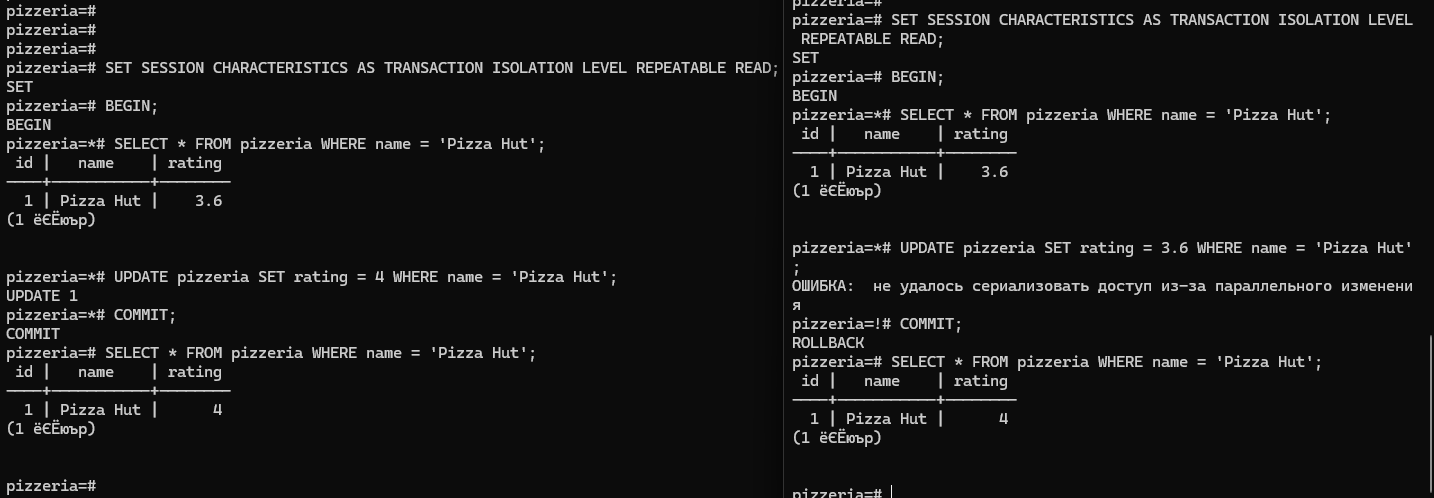 pizzeria=#
pizzeria=#
pizzeria=#
pizzeria=# SET SESSION CHARACTERISTICS AS TRANSACTION ISOLATION LEVEL REPEATABLE READ;
SET
pizzeria=# BEGIN;
BEGIN
pizzeria=*# SELECT * FROM pizzeria WHERE name = 'Pizza Hut';
 id |   name    | rating
----+-----------+--------
  1 | Pizza Hut |    3.6
(1 ёЄЁюър)
pizzeria=*# UPDATE pizzeria SET rating = 4 WHERE name = 'Pizza Hut';
UPDATE 1
pizzeria=*# COMMIT;
COMMIT
pizzeria=# SELECT * FROM pizzeria WHERE name = 'Pizza Hut';
 id |   name    | rating
----+-----------+--------
  1 | Pizza Hut |      4
(1 ёЄЁюър)
pizzeria=#
pizzeria=#
pizzeria=# SET SESSION CHARACTERISTICS AS TRANSACTION ISOLATION LEVEL
 REPEATABLE READ;
SET
pizzeria=# BEGIN;
BEGIN
pizzeria=*# SELECT * FROM pizzeria WHERE name = 'Pizza Hut';
 id |   name    | rating
----+-----------+--------
  1 | Pizza Hut |    3.6
(1 ёЄЁюър)
pizzeria=*# UPDATE pizzeria SET rating = 3.6 WHERE name = 'Pizza Hut'
;
ОШИБКА:  не удалось сериализовать доступ из-за параллельного изменени
я
pizzeria=!# COMMIT;
ROLLBACK
pizzeria=# SELECT * FROM pizzeria WHERE name = 'Pizza Hut';
 id |   name    | rating
----+-----------+--------
  1 | Pizza Hut |      4
(1 ёЄЁюър)
pizzeria=#